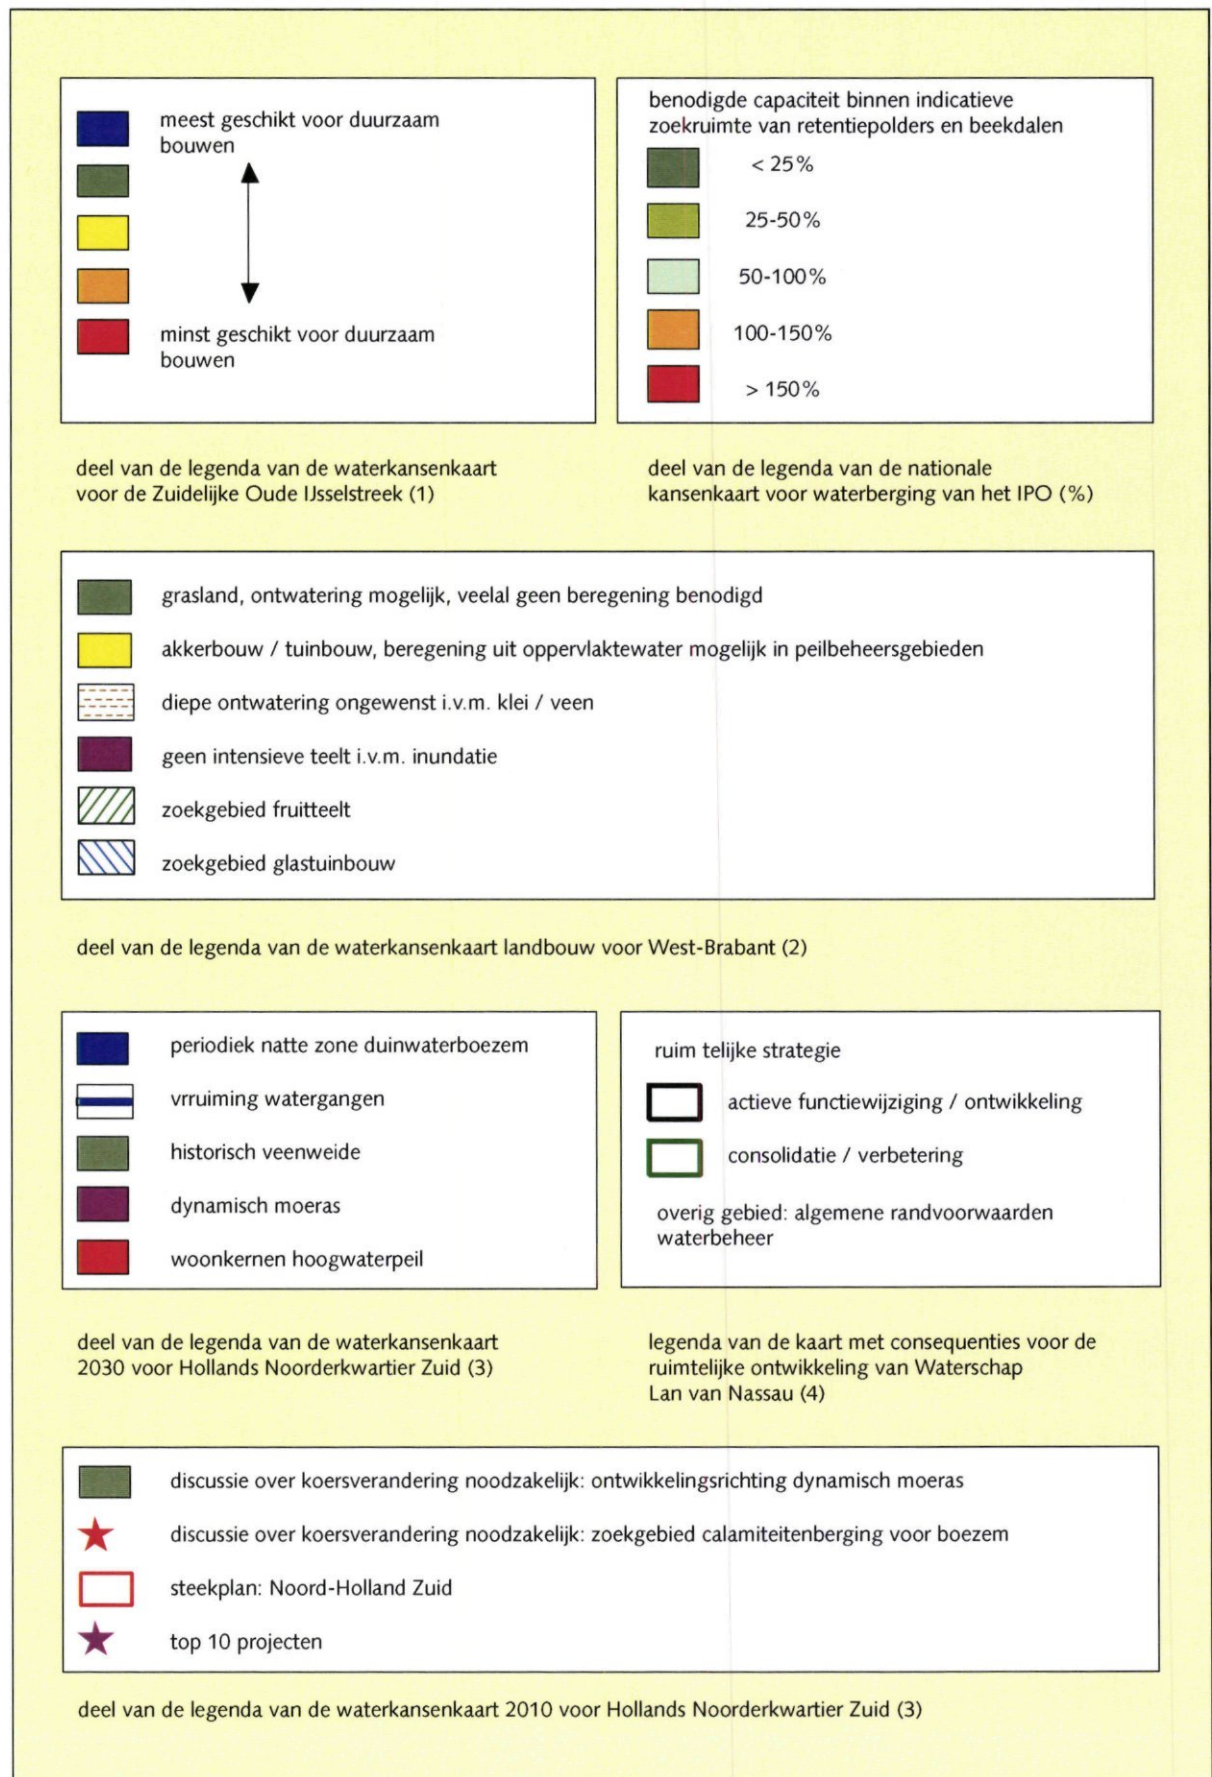 meest geschikt voor duurzaam
bouwen
minst geschikt voor duurzaam
bouwen
deel van de legenda van de waterkansenkaart
voor de Zuidelijke Oude IJsselstreek (1)
benodigde capaciteit binnen indicatieve
zoekruimte van retentiepolders en beekdalen
< 25%
25-50%
50-100%
100-150%
> 150%
deel van de legenda van de nationale
kansenkaart voor waterberging van het IPO (%)
grasland, ontwatering mogelijk, veelal geen beregening benodigd
akkerbouw / tuinbouw, beregening uit oppervlaktewater mogelijk in peilbeheersgebieden
diepe ontwatering ongewenst i.v.m. klei / veen
geen intensieve teelt i.v.m. inundatie
zoekgebied fruitteelt
zoekgebied glastuinbouw
deel van de legenda van de waterkansenkaart landbouw voor West-Brabant (2)
periodiek natte zone duinwaterboezem
vrruiming watergangen
historisch veenweide
dynamisch moeras
woonkernen hoogwaterpeil
deel van de legenda van de waterkansenkaart
2030 voor Hollands Noorderkwartier Zuid (3)
ruim telijke strategie
actieve functiewijziging / ontwikkeling
consolidatie / verbetering
overig gebied: algemene randvoorwaarden
waterbeheer
legenda van de kaart met consequenties voor de
ruimtelijke ontwikkeling van Waterschap
Lan van Nassau (4)
discussie over koersverandering noodzakelijk: ontwikkelingsrichting dynamisch moeras
discussie over koersverandering noodzakelijk: zoekgebied calamiteitenberging voor boezem
steekplan: Noord-Holland Zuid
top 10 projecten
deel van de legenda van de waterkansenkaart 2010 voor Hollands Noorderkwartier Zuid (3)